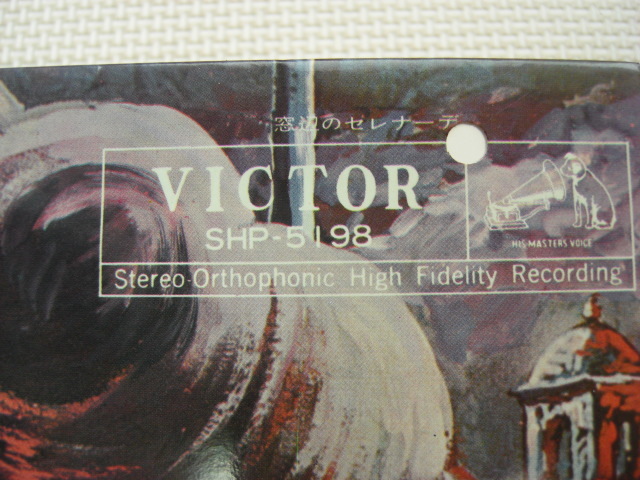 窓辺のセレナーデ
VICTOR
SHP-5198
HIS MASTERS VOICE
Stereo-Orthophonic High Fidelity Recording